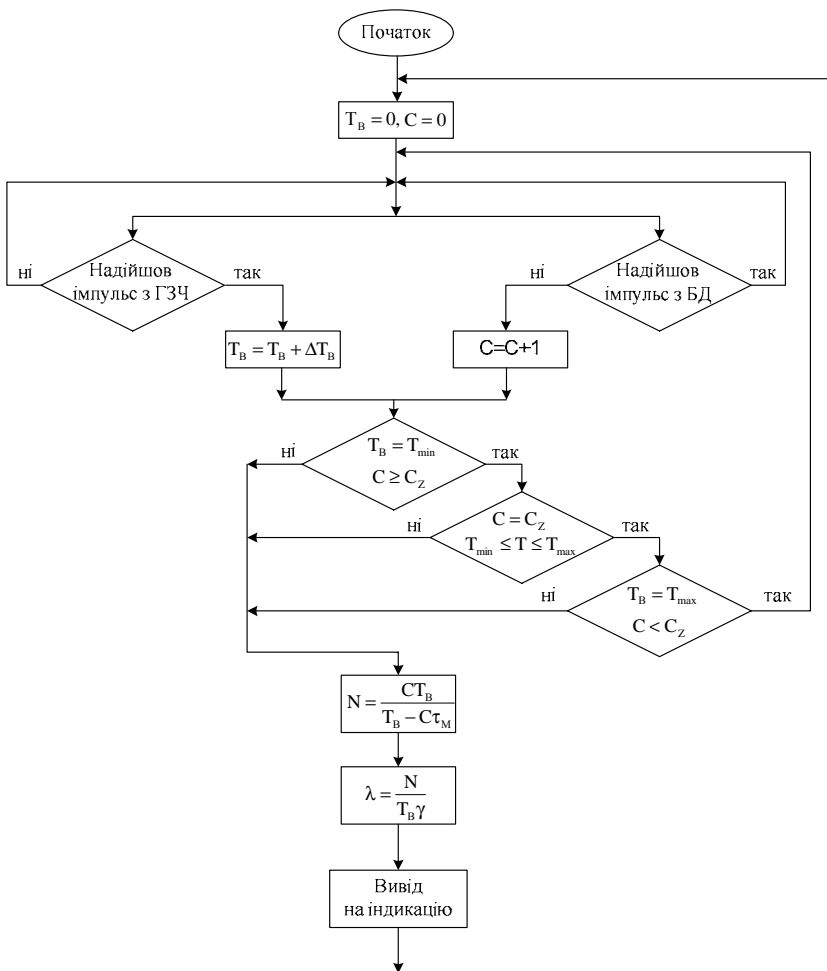 Початок
T_B = 0, C = 0
ні
Надійшов
імпульс з ГЗЧ
так
ні
Надійшов
імпульс з БД
так
T_B = T_B + ΔT_B
C=C+1
ні
T_B = T_min
C ≥ C_Z
так
ні
C = C_Z
T_min ≤ T ≤ T_max
так
ні
T_B = T_max
C < C_Z
так
N = CT_B / (T_B − Cτ_M)
λ = N / (T_B γ)
Вивід
на індикацію